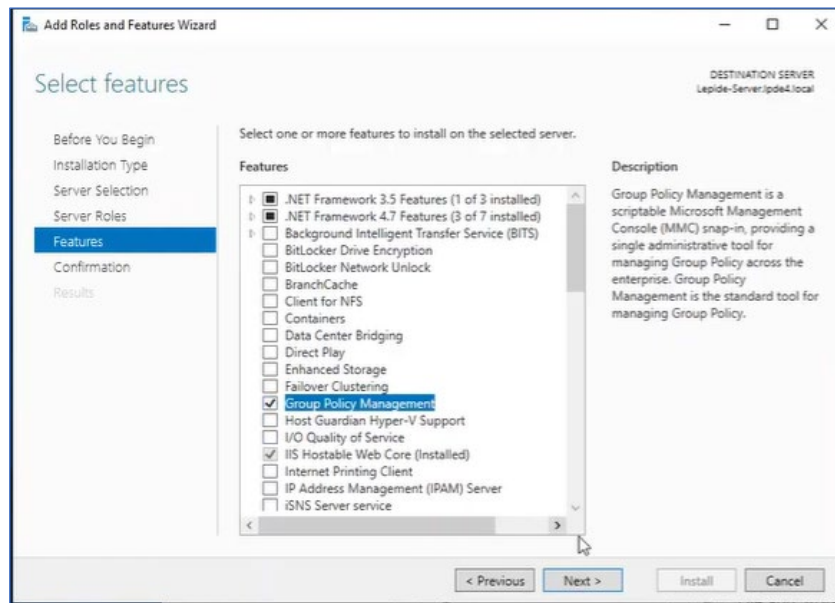 Add Roles and Features Wizard
Select features
DESTINATION SERVER
Lepide-Server.lpde4.local
Before You Begin
Installation Type
Server Selection
Server Roles
Features
Confirmation
Results
Select one or more features to install on the selected server.
Features
.NET Framework 3.5 Features (1 of 3 installed)
.NET Framework 4.7 Features (3 of 7 installed)
Background Intelligent Transfer Service (BITS)
BitLocker Drive Encryption
BitLocker Network Unlock
BranchCache
Client for NFS
Containers
Data Center Bridging
Direct Play
Enhanced Storage
Failover Clustering
Group Policy Management
Host Guardian Hyper-V Support
I/O Quality of Service
IIS Hostable Web Core (Installed)
Internet Printing Client
IP Address Management (IPAM) Server
iSNS Server service
Description
Group Policy Management is a
scriptable Microsoft Management
Console (MMC) snap-in, providing a
single administrative tool for
managing Group Policy across the
enterprise. Group Policy
Management is the standard tool for
managing Group Policy.
< Previous
Next >
Install
Cancel